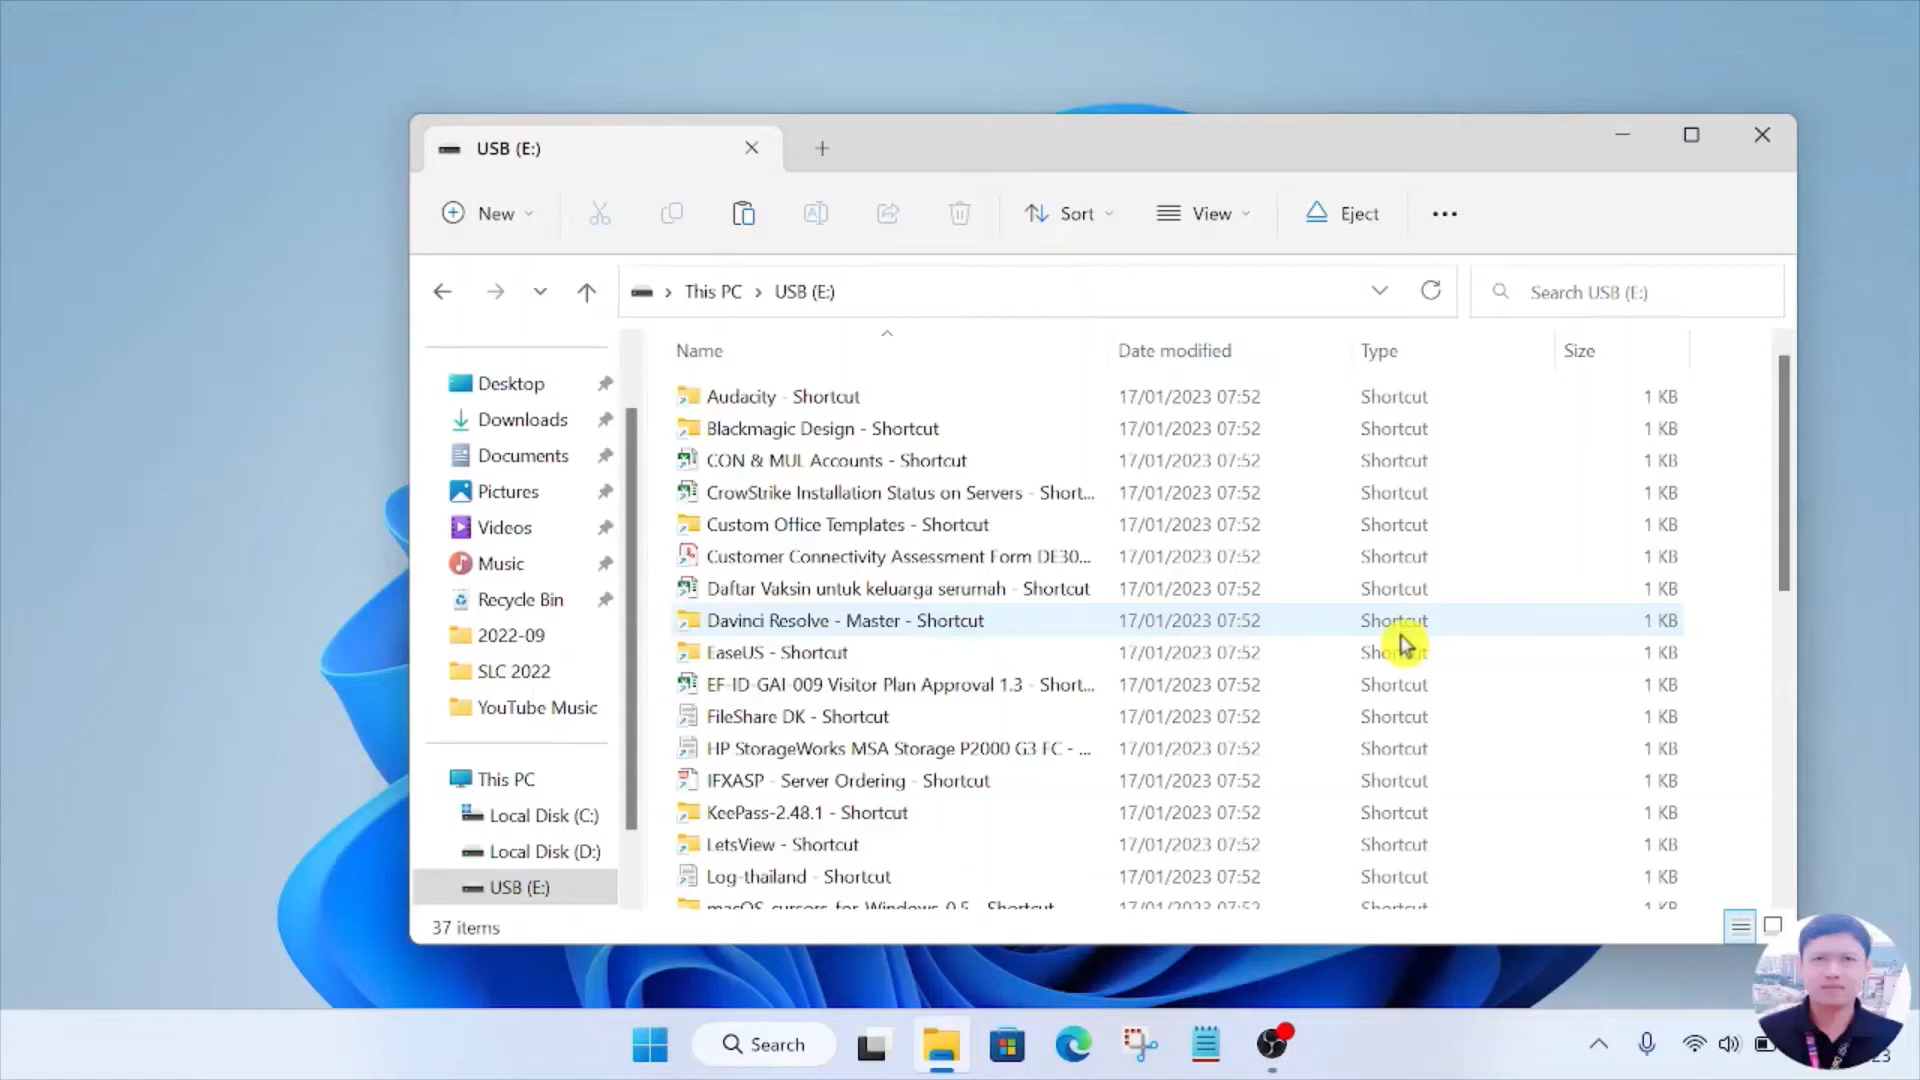 USB (E:)
New
Sort
View
Eject
This PC
USB (E:)
Search USB (E:)
Name
Date modified
Type
Size
Desktop
Downloads
Documents
Pictures
Videos
Music
Recycle Bin
2022-09
SLC 2022
YouTube Music
This PC
Local Disk (C:)
Local Disk (D:)
USB (E:)
Audacity - Shortcut 17/01/2023 07:52 Shortcut 1 KB
Blackmagic Design - Shortcut 17/01/2023 07:52 Shortcut 1 KB
CON & MUL Accounts - Shortcut 17/01/2023 07:52 Shortcut 1 KB
CrowStrike Installation Status on Servers - Short... 17/01/2023 07:52 Shortcut 1 KB
Custom Office Templates - Shortcut 17/01/2023 07:52 Shortcut 1 KB
Customer Connectivity Assessment Form DE30... 17/01/2023 07:52 Shortcut 1 KB
Daftar Vaksin untuk keluarga serumah - Shortcut 17/01/2023 07:52 Shortcut 1 KB
Davinci Resolve - Master - Shortcut 17/01/2023 07:52 Shortcut 1 KB
EaseUS - Shortcut 17/01/2023 07:52 Shortcut 1 KB
EF-ID-GAI-009 Visitor Plan Approval 1.3 - Short... 17/01/2023 07:52 Shortcut 1 KB
FileShare DK - Shortcut 17/01/2023 07:52 Shortcut 1 KB
HP StorageWorks MSA Storage P2000 G3 FC - ... 17/01/2023 07:52 Shortcut 1 KB
IFXASP - Server Ordering - Shortcut 17/01/2023 07:52 Shortcut 1 KB
KeePass-2.48.1 - Shortcut 17/01/2023 07:52 Shortcut 1 KB
LetsView - Shortcut 17/01/2023 07:52 Shortcut 1 KB
Log-thailand - Shortcut 17/01/2023 07:52 Shortcut 1 KB
macOS-cursors-for-Windows-0.5 - Shortcut 17/01/2023 07:52 Shortcut 1 KB
37 items
Search